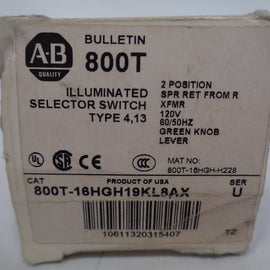 A-B
QUALITY
BULLETIN
800T
ILLUMINATED
SELECTOR SWITCH
TYPE 4,13
2 POSITION
SPR RET FROM R
XFMR
120V
60/50HZ
GREEN KNOB
LEVER
MAT NO:
800T-16HGH-H228
CAT
PRODUCT OF USA
SER
800T-16HGH19KL8AX
U
10611320315407
TZ